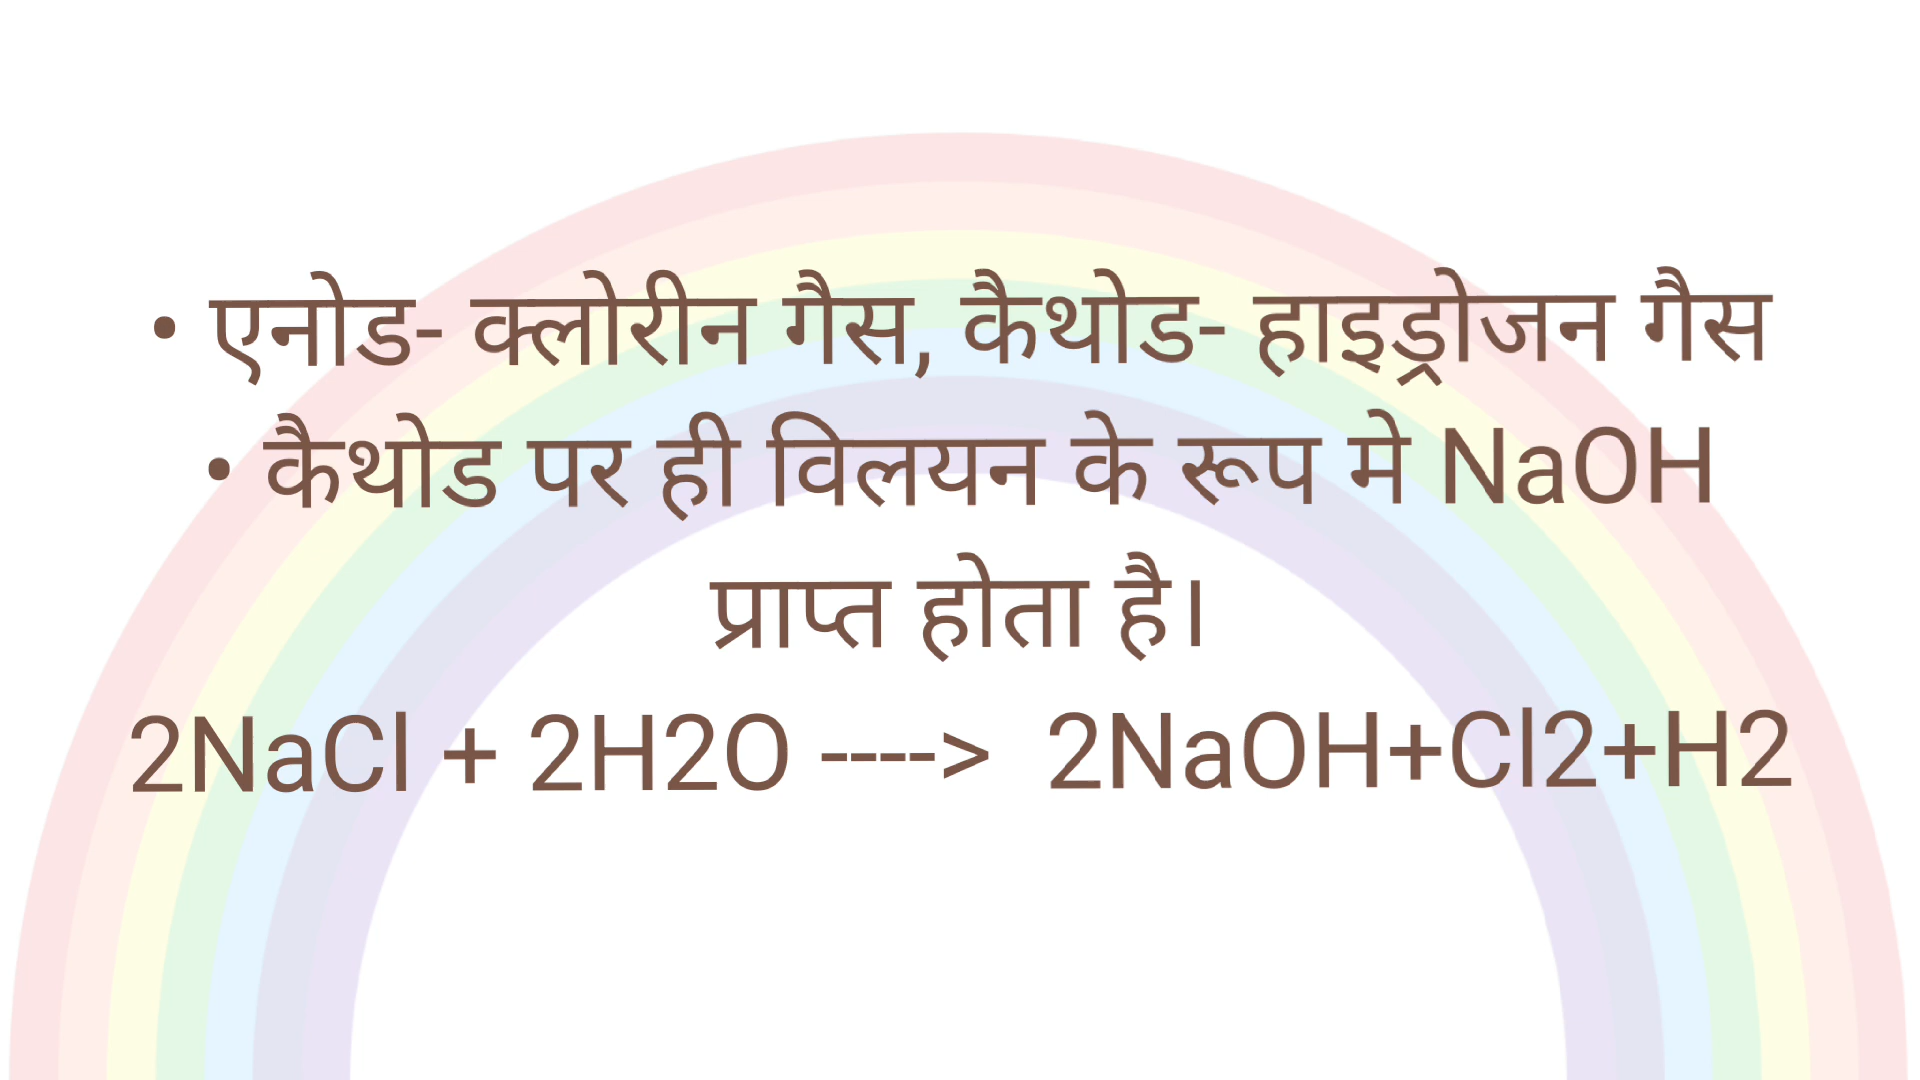 • एनोड- क्लोरीन गैस, कैथोड- हाइड्रोजन गैस
• कैथोड पर ही विलयन के रूप मे NaOH
प्राप्त होता है।
2NaCl + 2H2O ----> 2NaOH+Cl2+H2